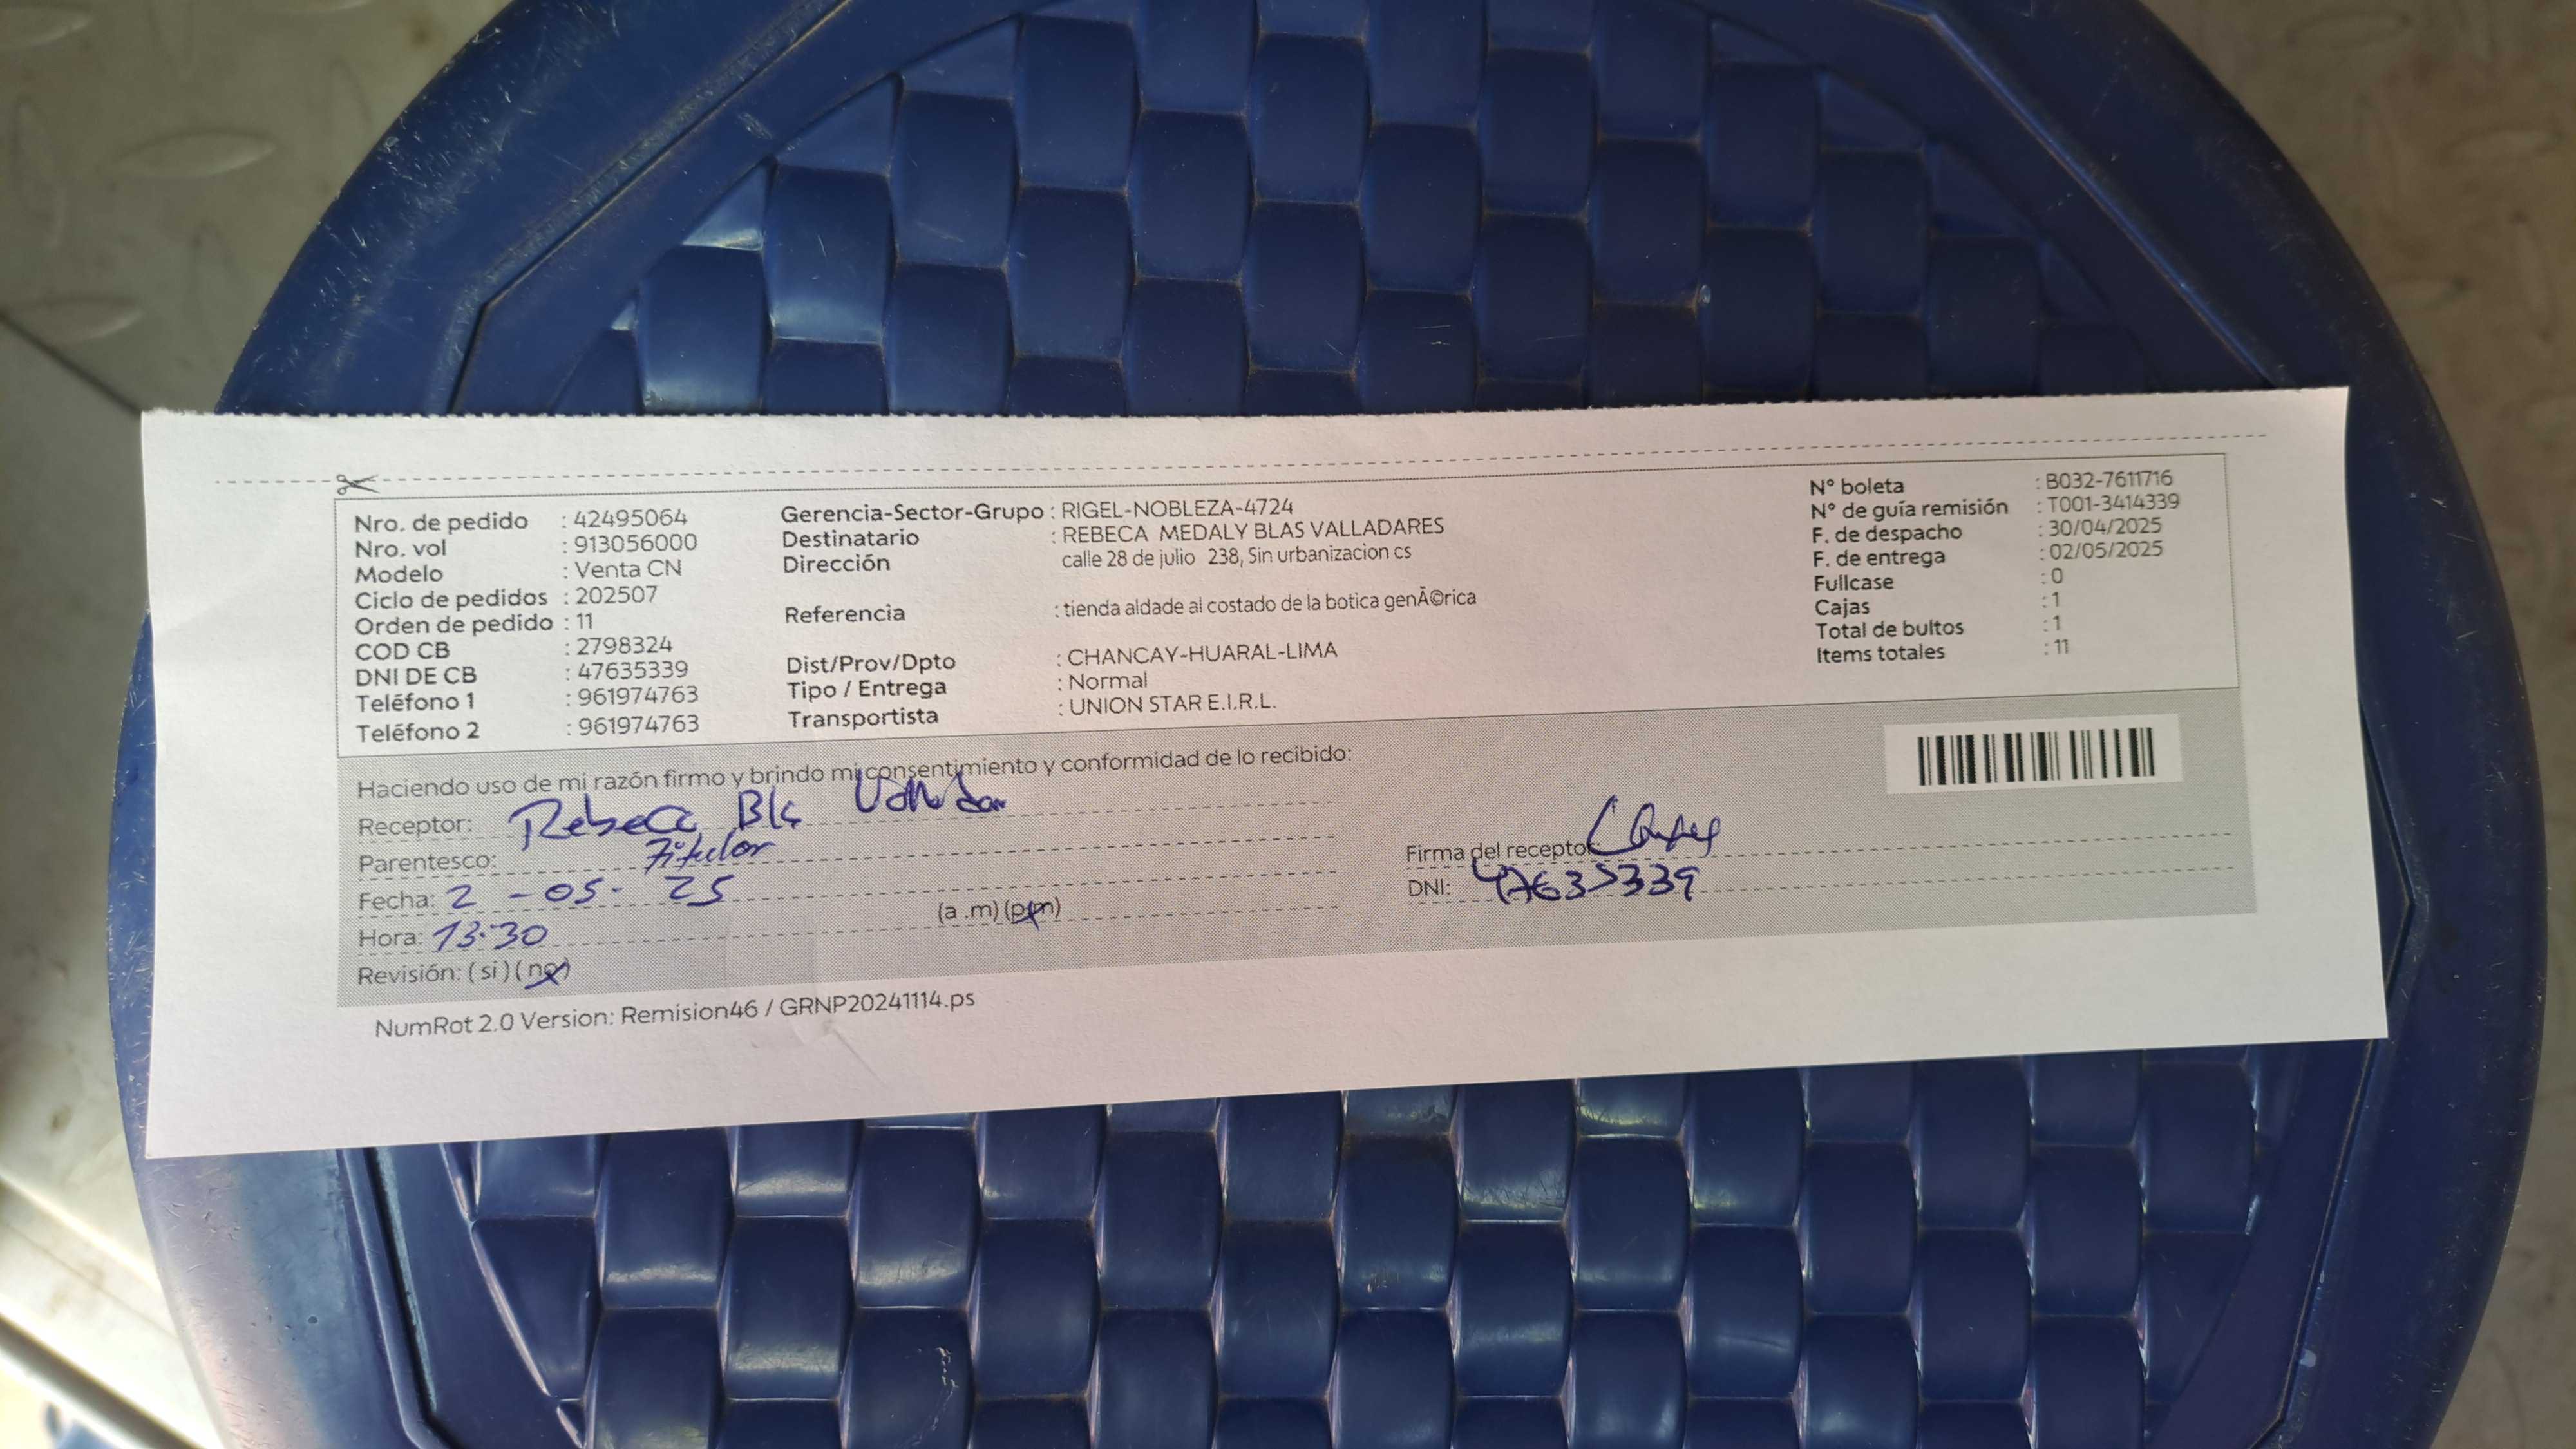 Nro. de pedido : 42495064
Nro. vol : 913056000
Modelo : Venta CN
Ciclo de pedidos : 202507
Orden de pedido : 11
COD CB : 2798324
DNI DE CB : 47635339
Teléfono 1 : 961974763
Teléfono 2 : 961974763
Gerencia-Sector-Grupo : RIGEL-NOBLEZA-4724
Destinatario : REBECA MEDALY BLAS VALLADARES
Dirección calle 28 de julio 238, Sin urbanizacion cs
Referencia : tienda aldade al costado de la botica genÃ©rica
Dist/Prov/Dpto : CHANCAY-HUARAL-LIMA
Tipo / Entrega : Normal
Transportista : UNION STAR E.I.R.L.
N° boleta : B032-7611716
N° de guía remisión : T001-3414339
F. de despacho : 30/04/2025
F. de entrega : 02/05/2025
Fullcase : 0
Cajas : 1
Total de bultos : 1
Items totales : 11
Haciendo uso de mi razón firmo y brindo mi consentimiento y conformidad de lo recibido:
Receptor: Rebeca
Parentesco: Titular
Fecha: 2 - 05 - 25
Hora: 13:30 (a .m) (p.m)
Revisión: ( si ) ( no )
Firma del receptor
DNI: 47635339
NumRot 2.0 Version: Remision46 / GRNP20241114.ps